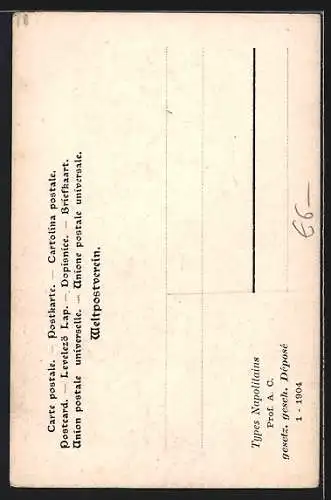 Carte postale. — Postkarte. — Cartolina postale.
Postcard. — Levelező Lap. — Dopisnice. — Briefkaart.
Union postale universelle. — Unione postale universale.
Weltpostverein.
Types Napolitains
Prof. A. C.
gesetz. gesch. Déposé
1 - 1904
€6—